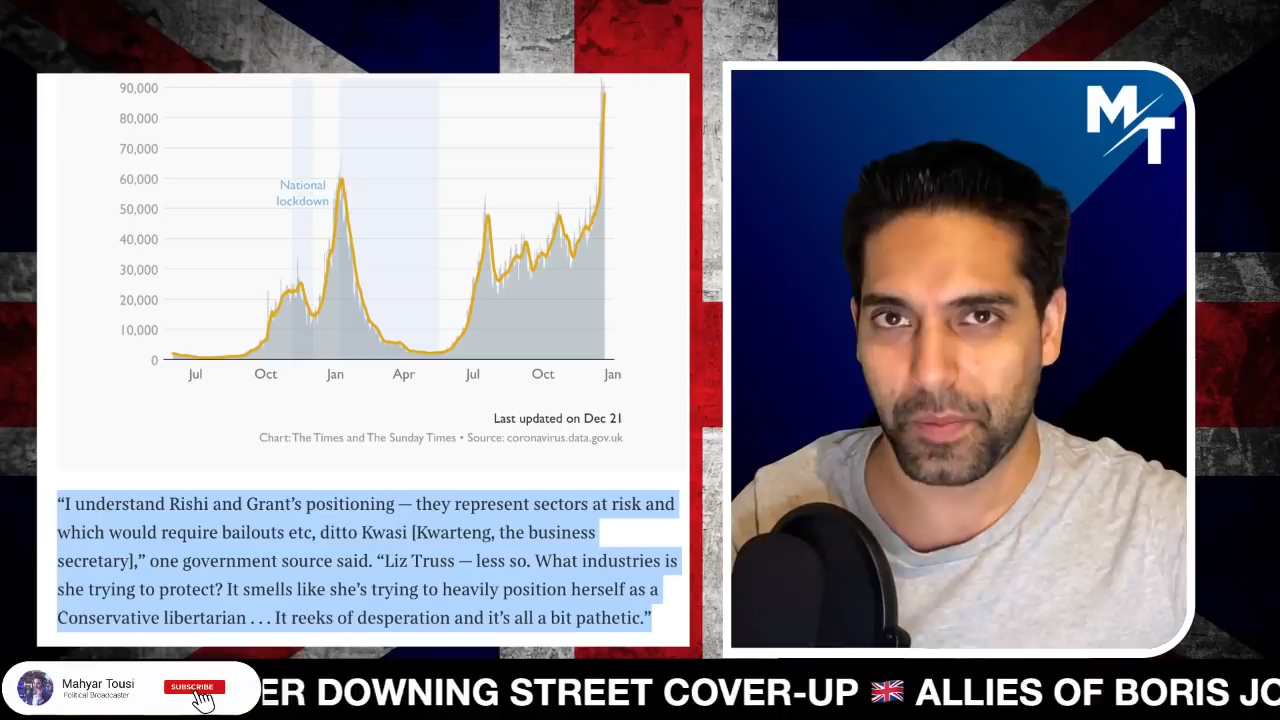 90,000
80,000
70,000
60,000
50,000
40,000
30,000
20,000
10,000
0
National
lockdown
Jul Oct Jan Apr Jul Oct Jan
Last updated on Dec 21
Chart: The Times and The Sunday Times • Source: coronavirus.data.gov.uk
“I understand Rishi and Grant’s positioning — they represent sectors at risk and
which would require bailouts etc, ditto Kwasi [Kwarteng, the business
secretary],” one government source said. “Liz Truss — less so. What industries is
she trying to protect? It smells like she’s trying to heavily position herself as a
Conservative libertarian . . . It reeks of desperation and it’s all a bit pathetic.”
MT
Mahyar Tousi
Political Broadcaster
SUBSCRIBE
ER DOWNING STREET COVER-UP 🇬🇧 ALLIES OF BORIS JO